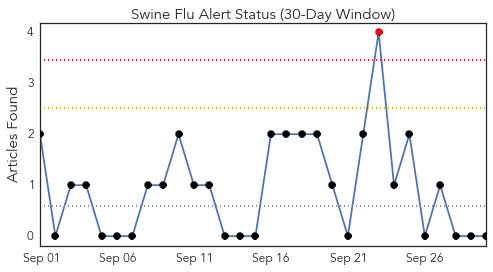 Swine Flu Alert Status (30-Day Window)
Articles Found
4
3
2
1
0
Sep 01 Sep 06 Sep 11 Sep 16 Sep 21 Sep 26